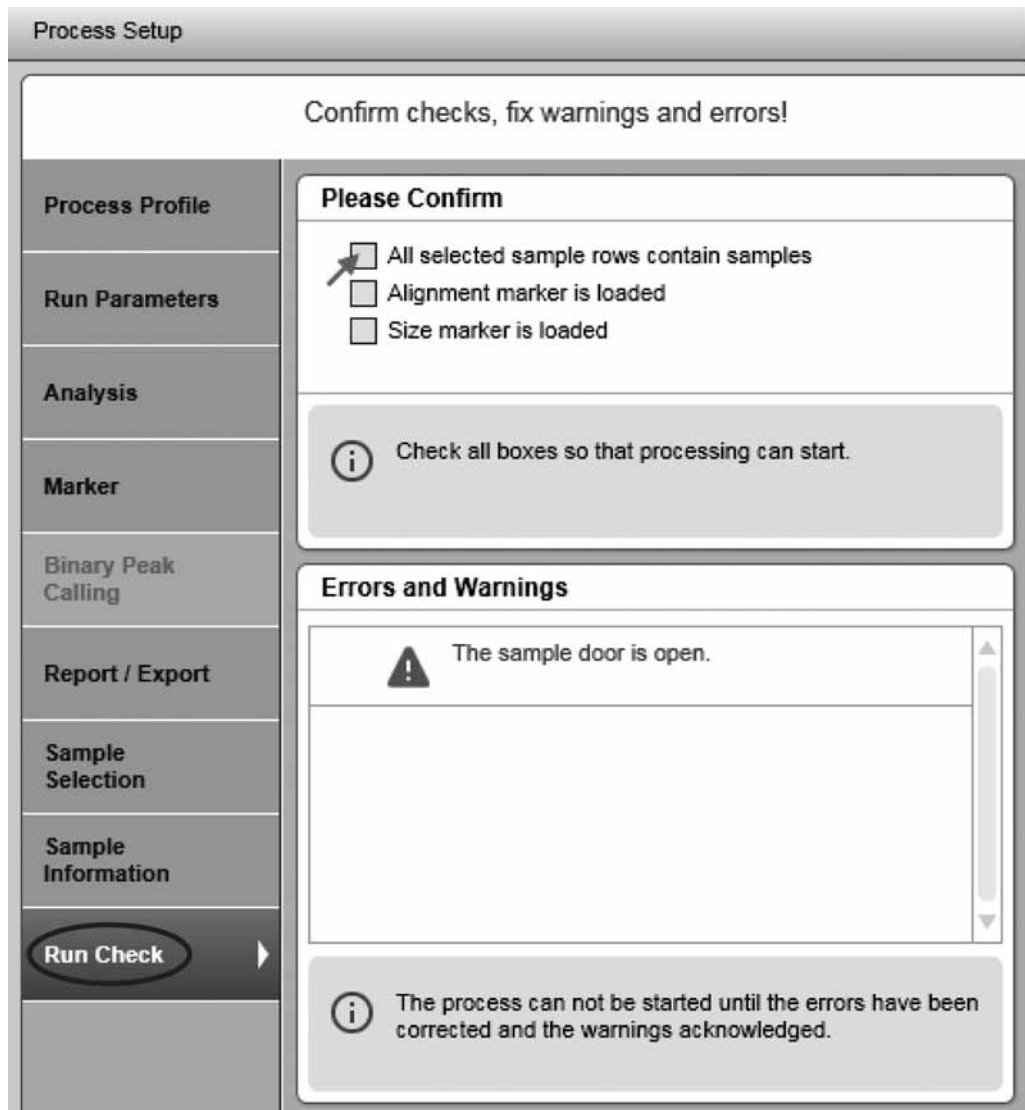 Process Setup
Confirm checks, fix warnings and errors!
Process Profile
Run Parameters
Analysis
Marker
Binary Peak
Calling
Report / Export
Sample
Selection
Sample
Information
Run Check
Please Confirm
All selected sample rows contain samples
Alignment marker is loaded
Size marker is loaded
Check all boxes so that processing can start.
Errors and Warnings
The sample door is open.
The process can not be started until the errors have been
corrected and the warnings acknowledged.